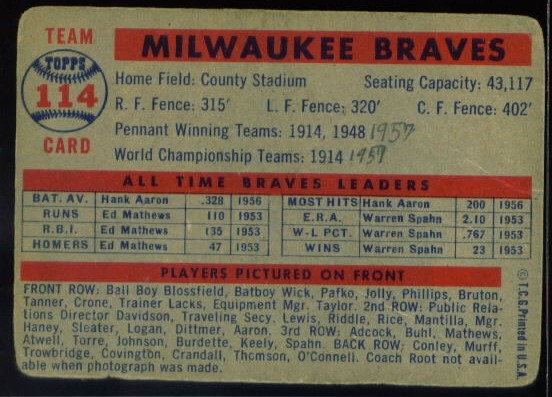 TEAM
TOPPS
114
CARD
MILWAUKEE BRAVES
Home Field: County Stadium Seating Capacity: 43,117
R. F. Fence: 315' L. F. Fence: 320' C. F. Fence: 402'
Pennant Winning Teams: 1914, 1948 1957
World Championship Teams: 1914 1957
ALL TIME BRAVES LEADERS
BAT. AV. Hank Aaron .328 1956
RUNS Ed Mathews 110 1953
R.B.I. Ed Mathews 135 1953
HOMERS Ed Mathews 47 1953
MOST HITS Hank Aaron 200 1956
E.R.A. Warren Spahn 2.10 1953
W-L PCT. Warren Spahn .767 1953
WINS Warren Spahn 23 1953
PLAYERS PICTURED ON FRONT
FRONT ROW: Ball Boy Blossfield, Batboy Wick, Pafko, Jolly, Phillips, Bruton,
Tanner, Crone, Trainer Lacks, Equipment Mgr. Taylor. 2nd ROW: Public Rela-
tions Director Davidson, Traveling Secy. Lewis, Riddle, Rice, Mantilla, Mgr.
Haney, Sleater, Logan, Dittmer, Aaron. 3rd ROW: Adcock, Buhl, Mathews,
Atwell, Torre, Johnson, Burdette, Keely, Spahn. BACK ROW: Conley, Murff,
Trowbridge, Covington, Crandall, Thomson, O'Connell. Coach Root not avai-
able when photograph was made.
© T.C.G. Printed in U.S.A.